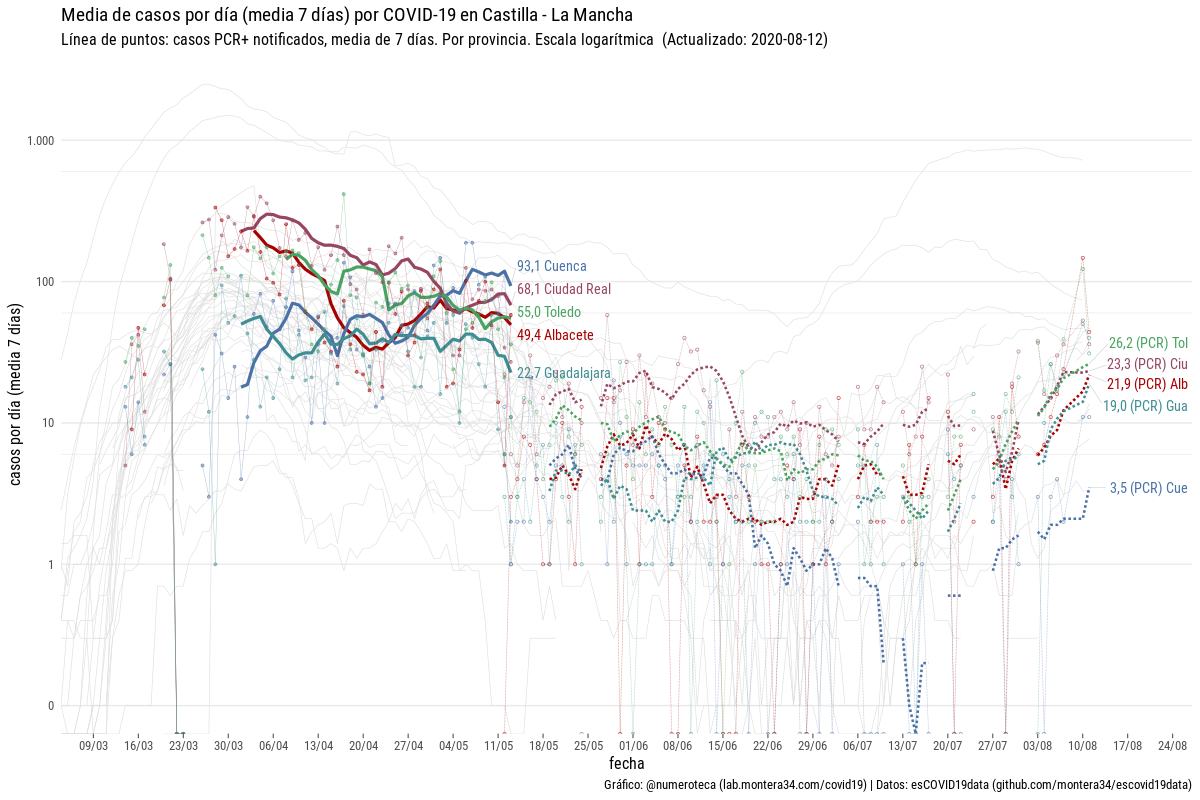 Media de casos por día (media 7 días) por COVID-19 en Castilla - La Mancha
Línea de puntos: casos PCR+ notificados, media de 7 días. Por provincia. Escala logarítmica (Actualizado: 2020-08-12)
casos por día (media 7 días)
1.000
100
10
1
0
93,1 Cuenca
68,1 Ciudad Real
55,0 Toledo
49,4 Albacete
22,7 Guadalajara
26,2 (PCR) Tol
23,3 (PCR) Ciu
21,9 (PCR) Alb
19,0 (PCR) Gua
3,5 (PCR) Cue
09/03 16/03 23/03 30/03 06/04 13/04 20/04 27/04 04/05 11/05 18/05 25/05 01/06 08/06 15/06 22/06 29/06 06/07 13/07 20/07 27/07 03/08 10/08 17/08 24/08
fecha
Gráfico: @numeroteca (lab.montera34.com/covid19) | Datos: esCOVID19data (github.com/montera34/escovid19data)